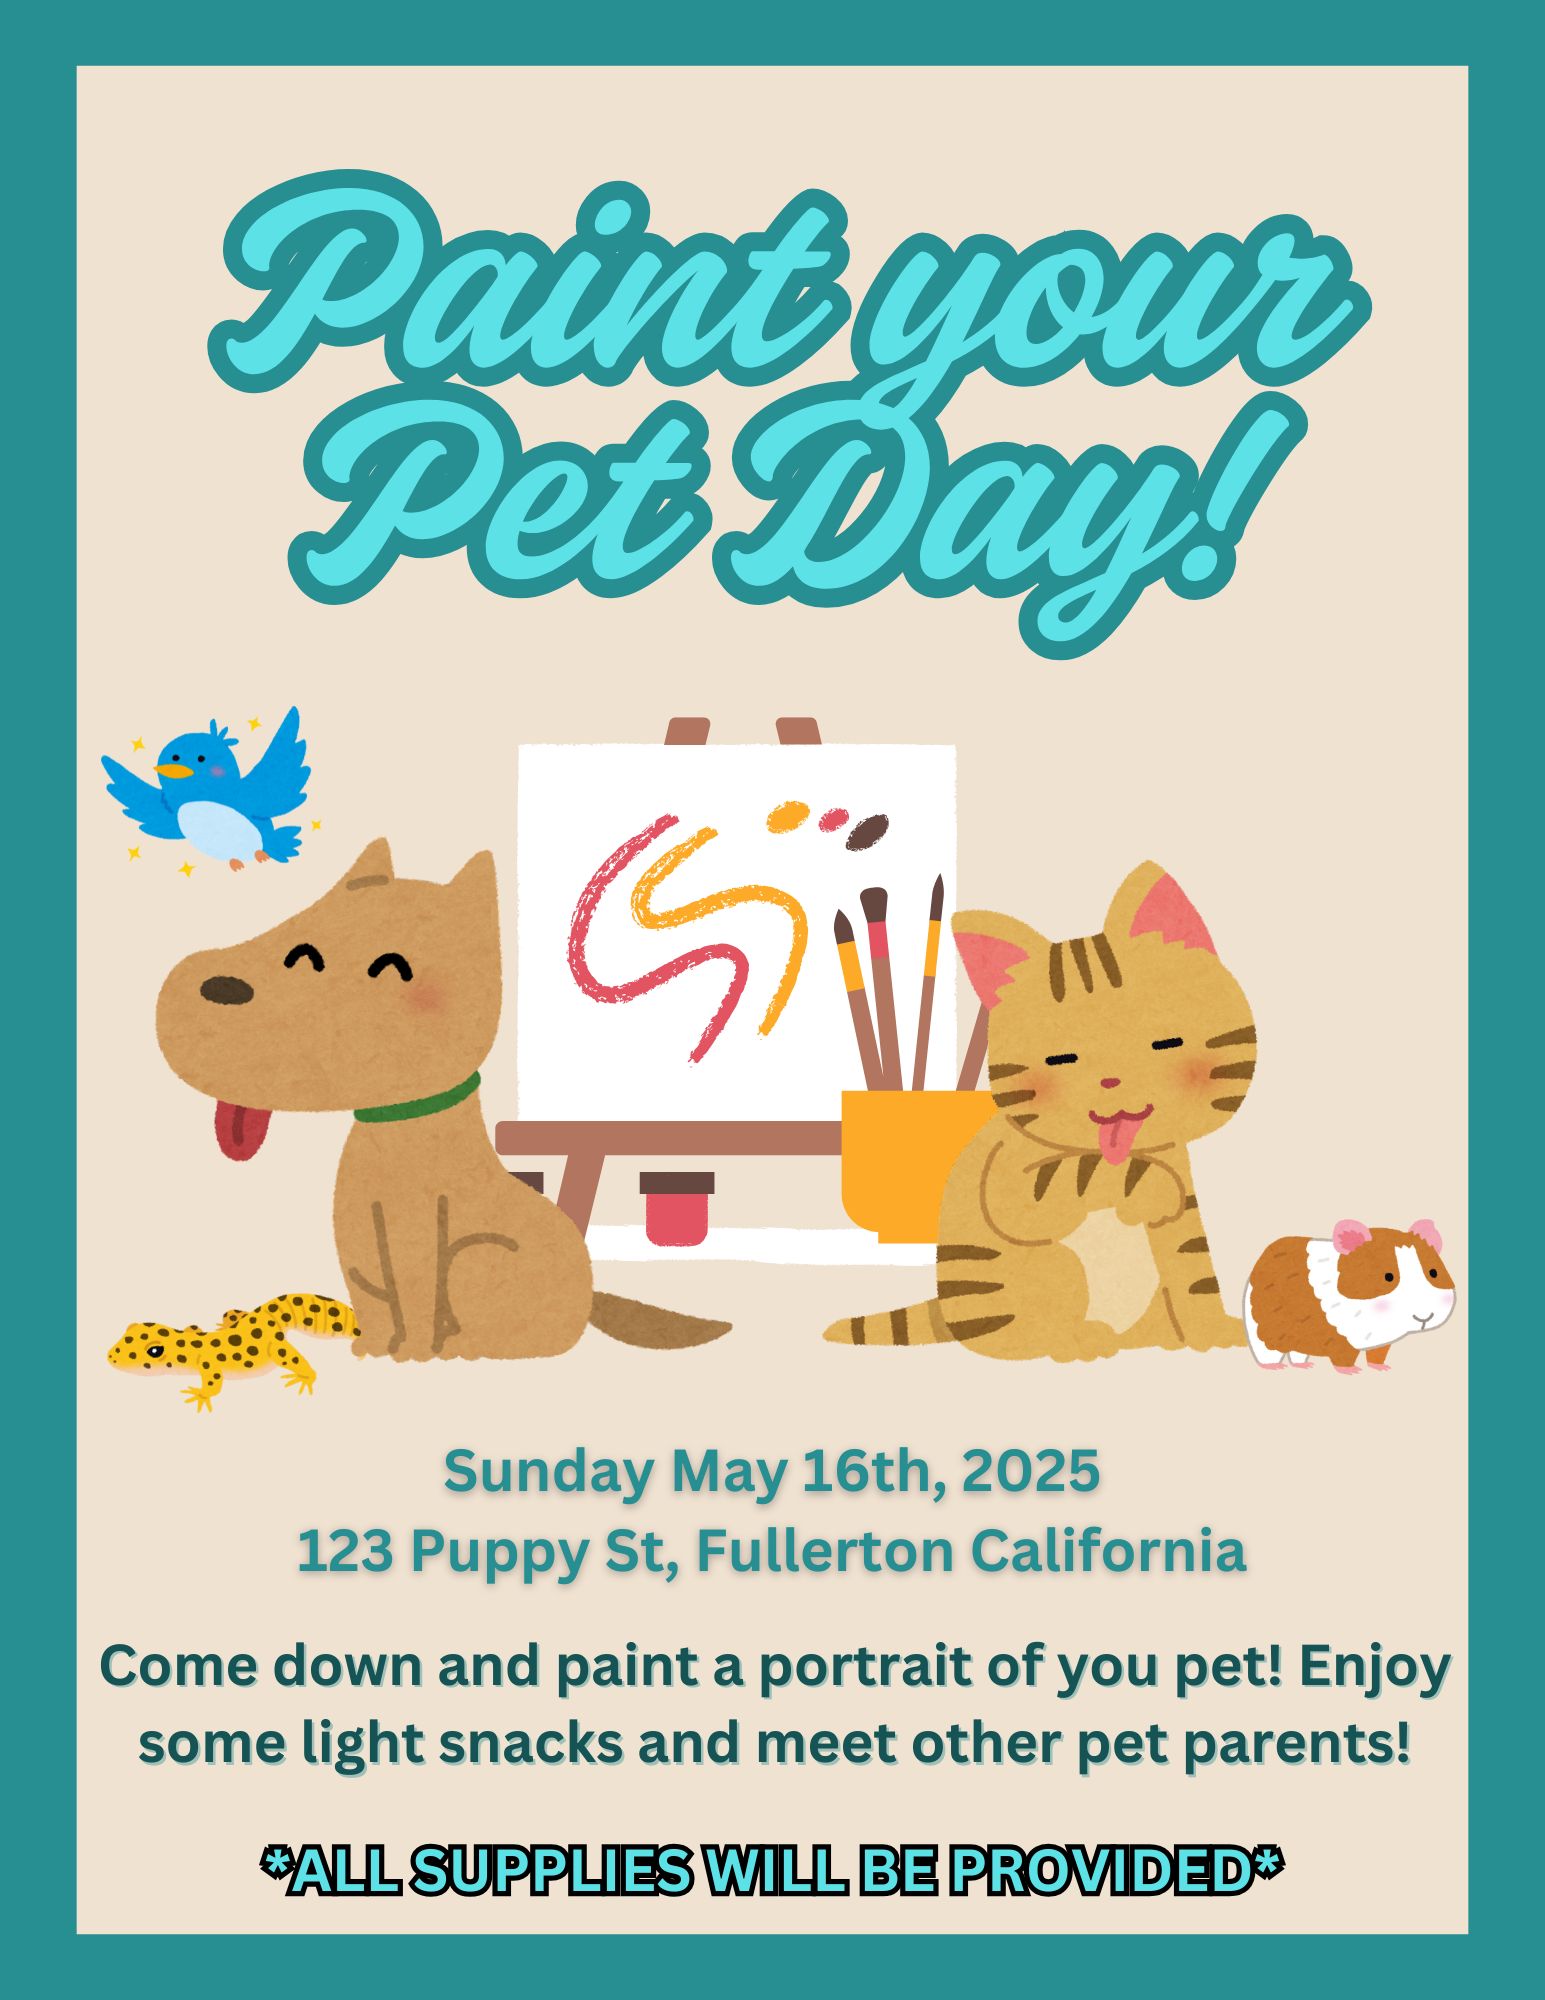 Paint your
Pet Day!
Sunday May 16th, 2025
123 Puppy St, Fullerton California
Come down and paint a portrait of you pet! Enjoy
some light snacks and meet other pet parents!
*ALL SUPPLIES WILL BE PROVIDED*